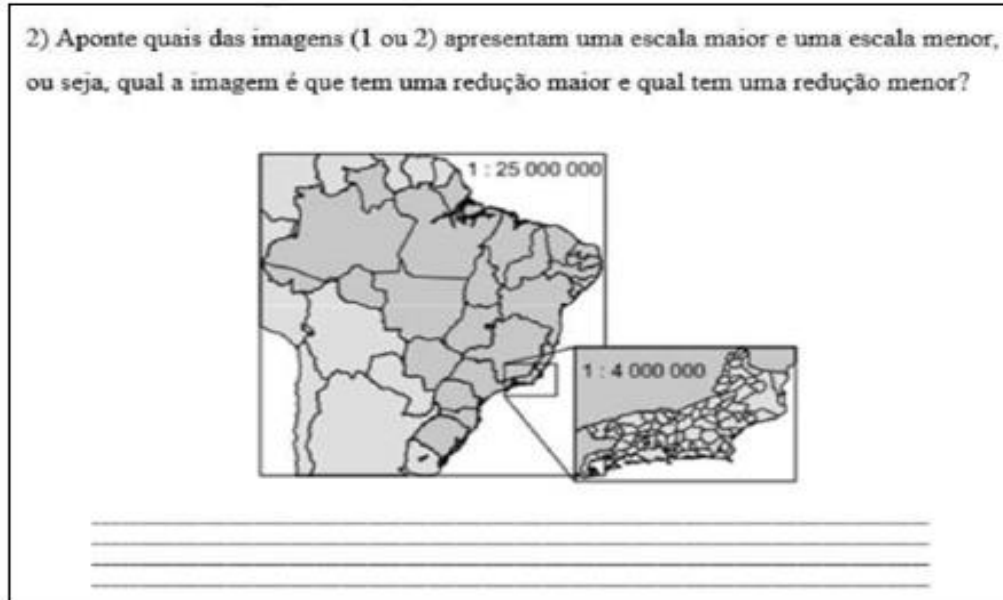 2) Aponte quais das imagens (1 ou 2) apresentam uma escala maior e uma escala menor,
ou seja, qual a imagem é que tem uma redução maior e qual tem uma redução menor?
1 : 25 000 000
1 : 4 000 000